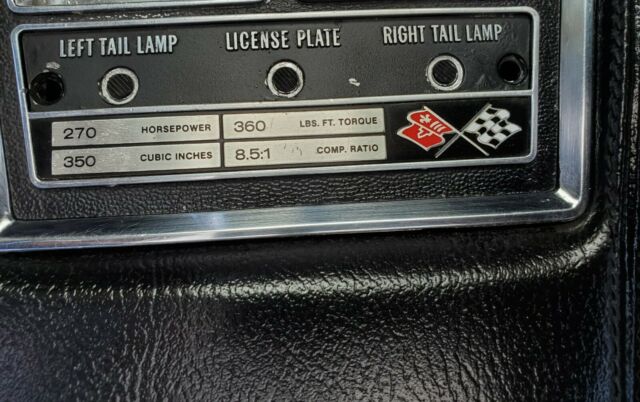 LEFT TAIL LAMP LICENSE PLATE RIGHT TAIL LAMP
270 HORSEPOWER 360 LBS. FT. TORQUE
350 CUBIC INCHES 8.5:1 COMP. RATIO